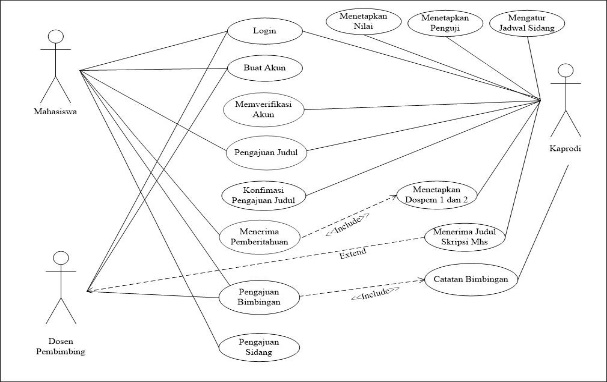 Menetapkan
Nilai
Menetapkan
Penguji
Mengatur
Jadwal Sidang
Login
Buat Akun
Mahasiswa
Memverifikasi
Akun
Kaprodi
Pengajuan Judul
Konfimasi
Pengajuan Judul
Menetapkan
Dospem 1 dan 2
<<Include>>
Menerima
Pemberitahuan
Menerima Judul
Skripsi Mhs
Extend
Catatan Bimbingan
<<Include>>
Pengajuan
Bimbingan
Dosen
Pembimbing
Pengajuan
Sidang